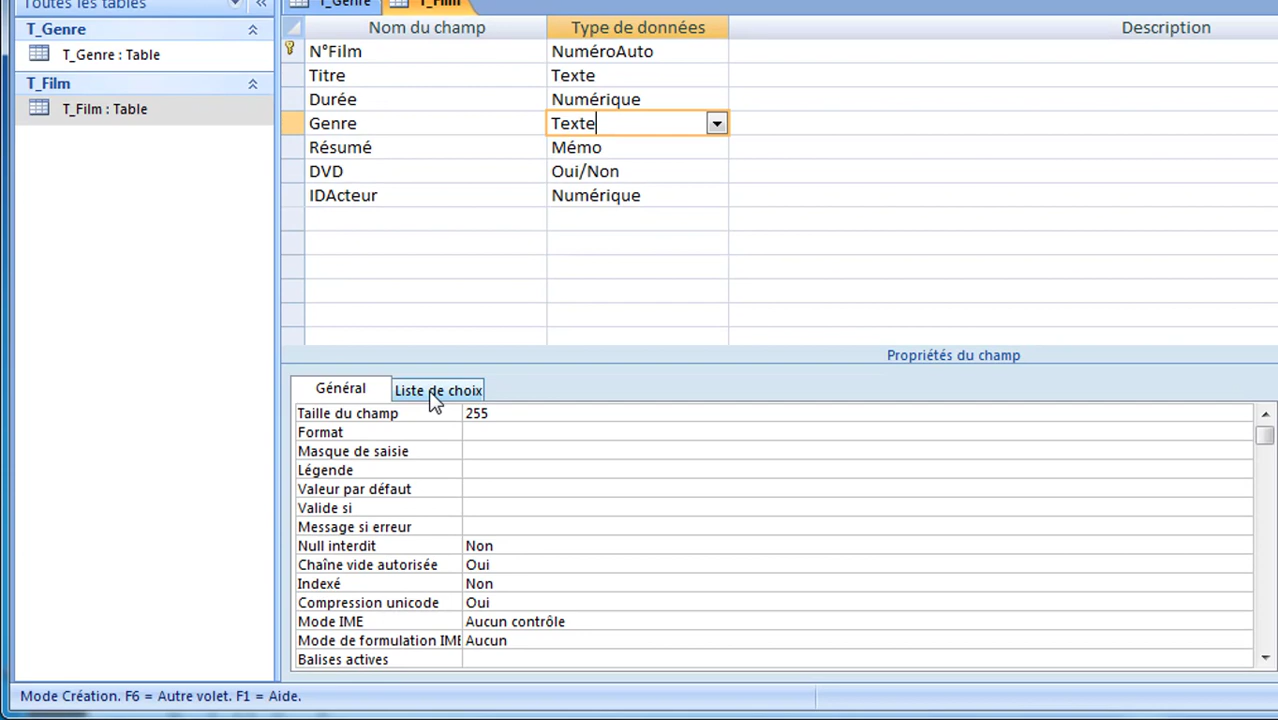 Toutes les tables
T_Genre
T_Genre : Table
T_Film
T_Film : Table
T_Genre T_Film
Nom du champ Type de données Description
N°Film NuméroAuto
Titre Texte
Durée Numérique
Genre Texte
Résumé Mémo
DVD Oui/Non
IDActeur Numérique
Propriétés du champ
Général Liste de choix
Taille du champ 255
Format
Masque de saisie
Légende
Valeur par défaut
Valide si
Message si erreur
Null interdit Non
Chaîne vide autorisée Oui
Indexé Non
Compression unicode Oui
Mode IME Aucun contrôle
Mode de formulation IME Aucun
Balises actives
Mode Création. F6 = Autre volet. F1 = Aide.